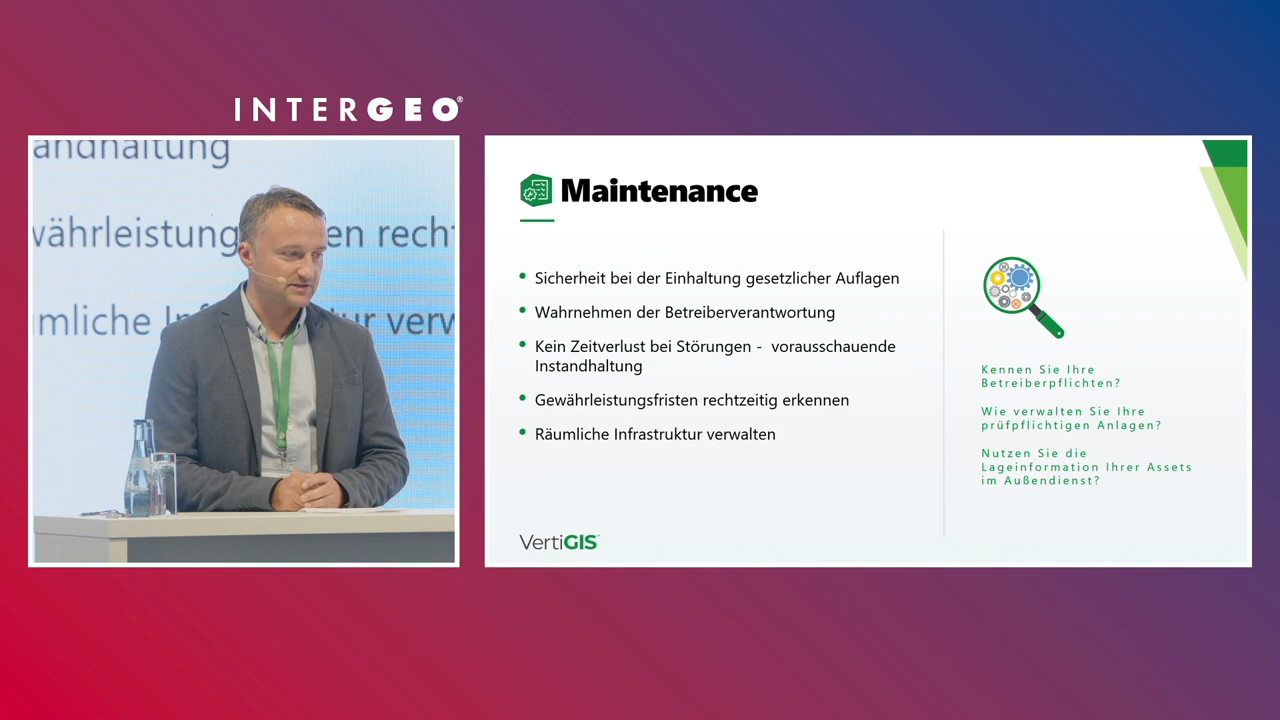 INTERGEO®
andhaltung
währleistung en recht
mliche Inf ur verw
Maintenance
• Sicherheit bei der Einhaltung gesetzlicher Auflagen
• Wahrnehmen der Betreiberverantwortung
• Kein Zeitverlust bei Störungen - vorausschauende
Instandhaltung
• Gewährleistungsfristen rechtzeitig erkennen
• Räumliche Infrastruktur verwalten
Kennen Sie Ihre
Betreiberpflichten?
Wie verwalten Sie Ihre
prüfpflichtigen Anlagen?
Nutzen Sie die
Lageinformation Ihrer Assets
im Außendienst?
VertiGIS